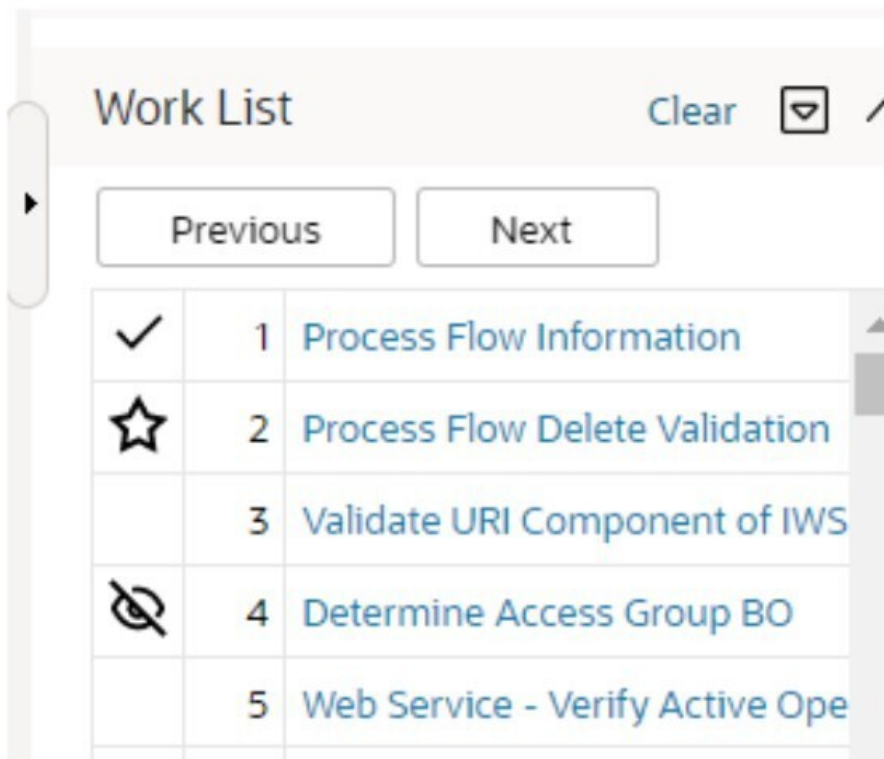 Work List Clear
Previous Next
1 Process Flow Information
2 Process Flow Delete Validation
3 Validate URI Component of IWS
4 Determine Access Group BO
5 Web Service - Verify Active Ope